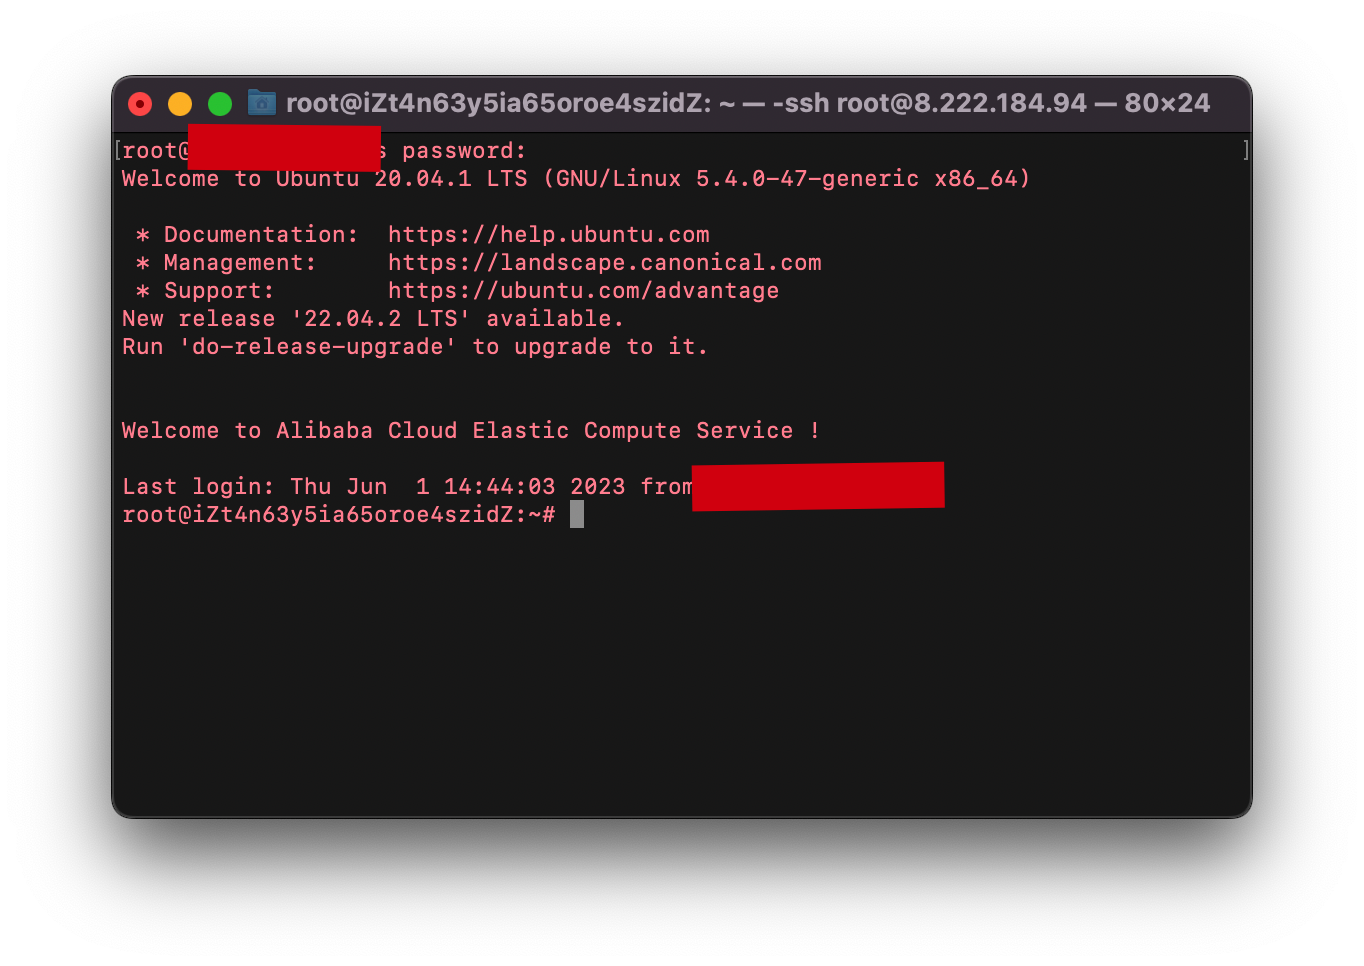 root@iZt4n63y5ia65oroe4szidZ: ~ — -ssh root@8.222.184.94 — 80×24
[root@ s password: ]
Welcome to Ubuntu 20.04.1 LTS (GNU/Linux 5.4.0-47-generic x86_64)
* Documentation: https://help.ubuntu.com
* Management: https://landscape.canonical.com
* Support: https://ubuntu.com/advantage
New release '22.04.2 LTS' available.
Run 'do-release-upgrade' to upgrade to it.
Welcome to Alibaba Cloud Elastic Compute Service !
Last login: Thu Jun 1 14:44:03 2023 from
root@iZt4n63y5ia65oroe4szidZ:~#